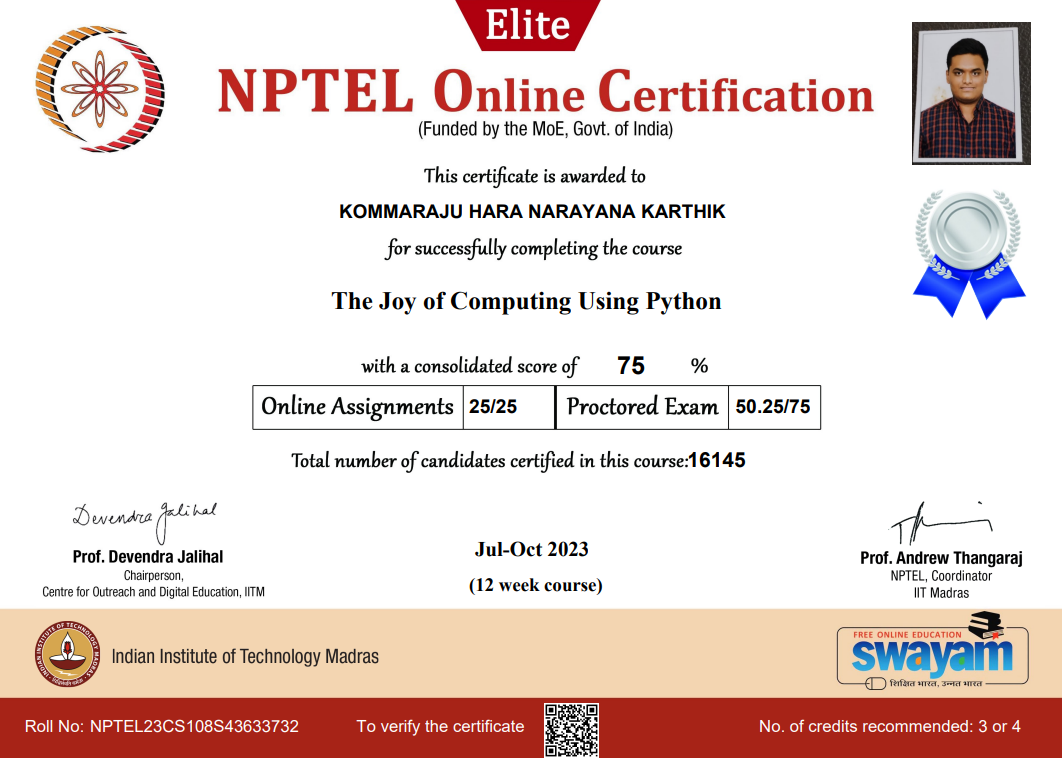 Elite
NPTEL Online Certification
(Funded by the MoE, Govt. of India)
This certificate is awarded to
KOMMARAJU HARA NARAYANA KARTHIK
for successfully completing the course
The Joy of Computing Using Python
with a consolidated score of 75 %
Online Assignments 25/25 Proctored Exam 50.25/75
Total number of candidates certified in this course:16145
Devendra Jalihal
Prof. Devendra Jalihal
Chairperson,
Centre for Outreach and Digital Education, IITM
Jul-Oct 2023
(12 week course)
Prof. Andrew Thangaraj
NPTEL, Coordinator
IIT Madras
INDIAN INSTITUTE OF TECHNOLOGY MADRAS
Indian Institute of Technology Madras
FREE ONLINE EDUCATION
swayam
शिक्षित भारत, उन्नत भारत
Roll No: NPTEL23CS108S43633732
To verify the certificate
No. of credits recommended: 3 or 4